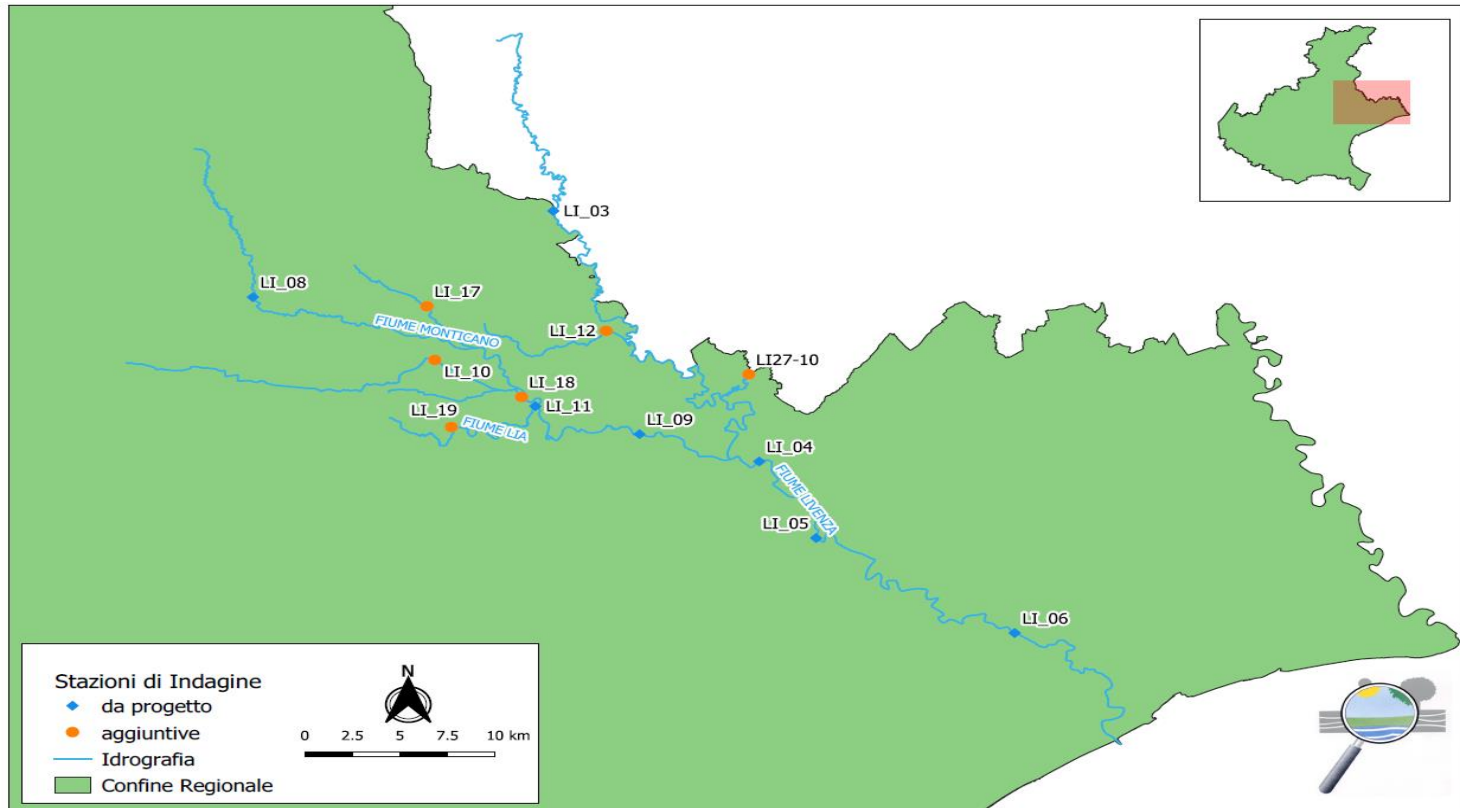 LI_03
LI_08
LI_17
FIUME MONTICANO
LI_12
LI_10
LI27-10
LI_18
LI_11
LI_19
FIUME LIA
LI_09
LI_04
FIUME LIVENZA
LI_05
LI_06
Stazioni di Indagine
da progetto
aggiuntive
Idrografia
Confine Regionale
N
0 2.5 5 7.5 10 km